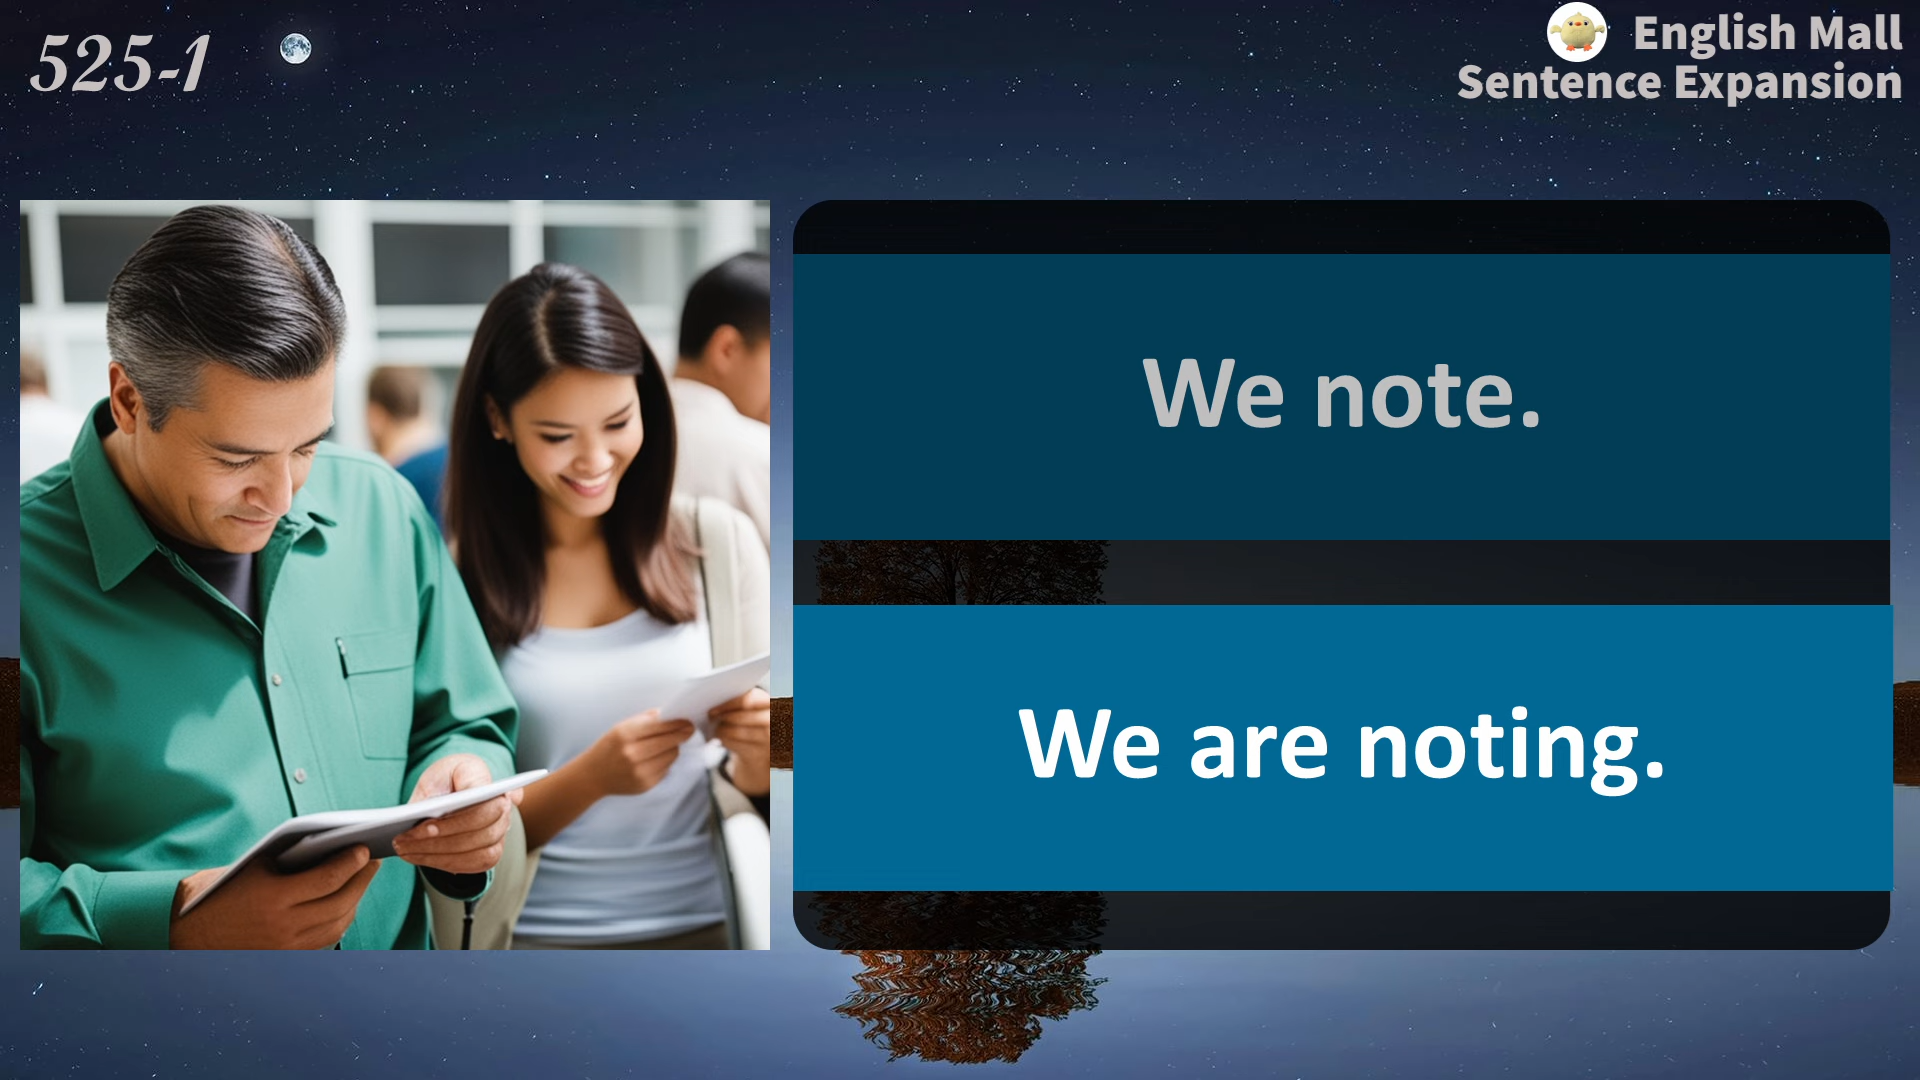 525-1
English Mall
Sentence Expansion
We note.
We are noting.